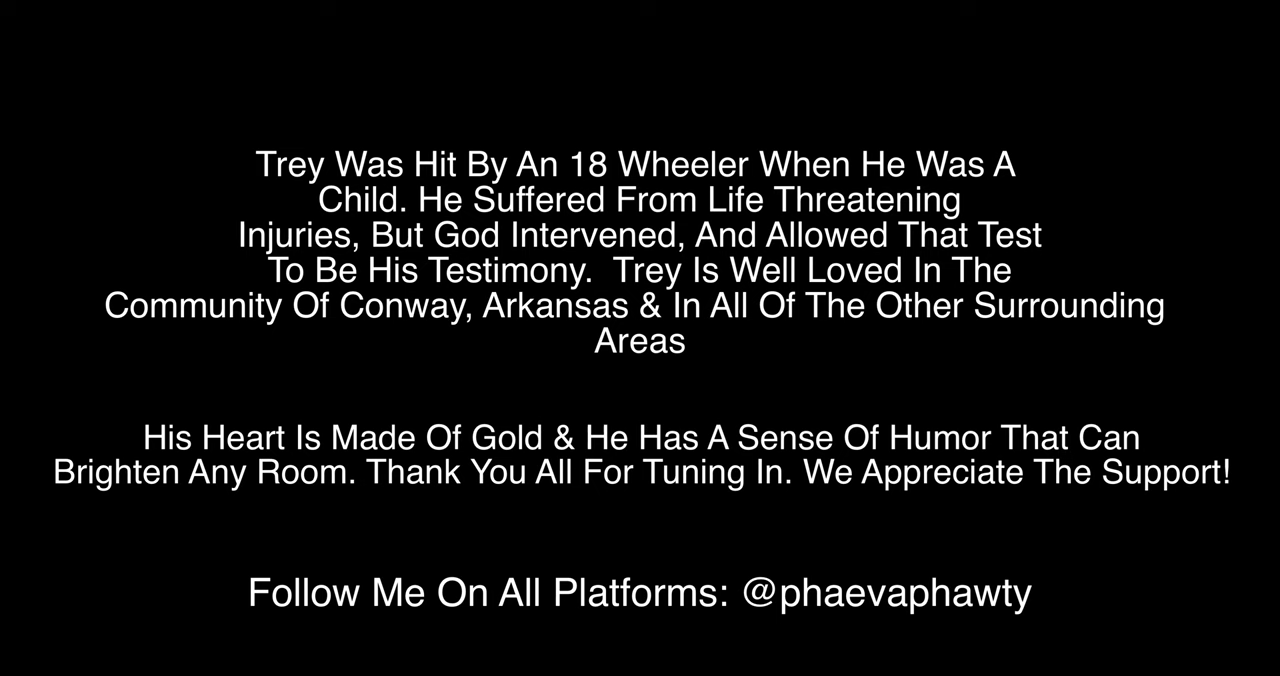 Trey Was Hit By An 18 Wheeler When He Was A
Child. He Suffered From Life Threatening
Injuries, But God Intervened, And Allowed That Test
To Be His Testimony.  Trey Is Well Loved In The
Community Of Conway, Arkansas & In All Of The Other Surrounding
Areas
His Heart Is Made Of Gold & He Has A Sense Of Humor That Can
Brighten Any Room. Thank You All For Tuning In. We Appreciate The Support!
Follow Me On All Platforms: @phaevaphawty